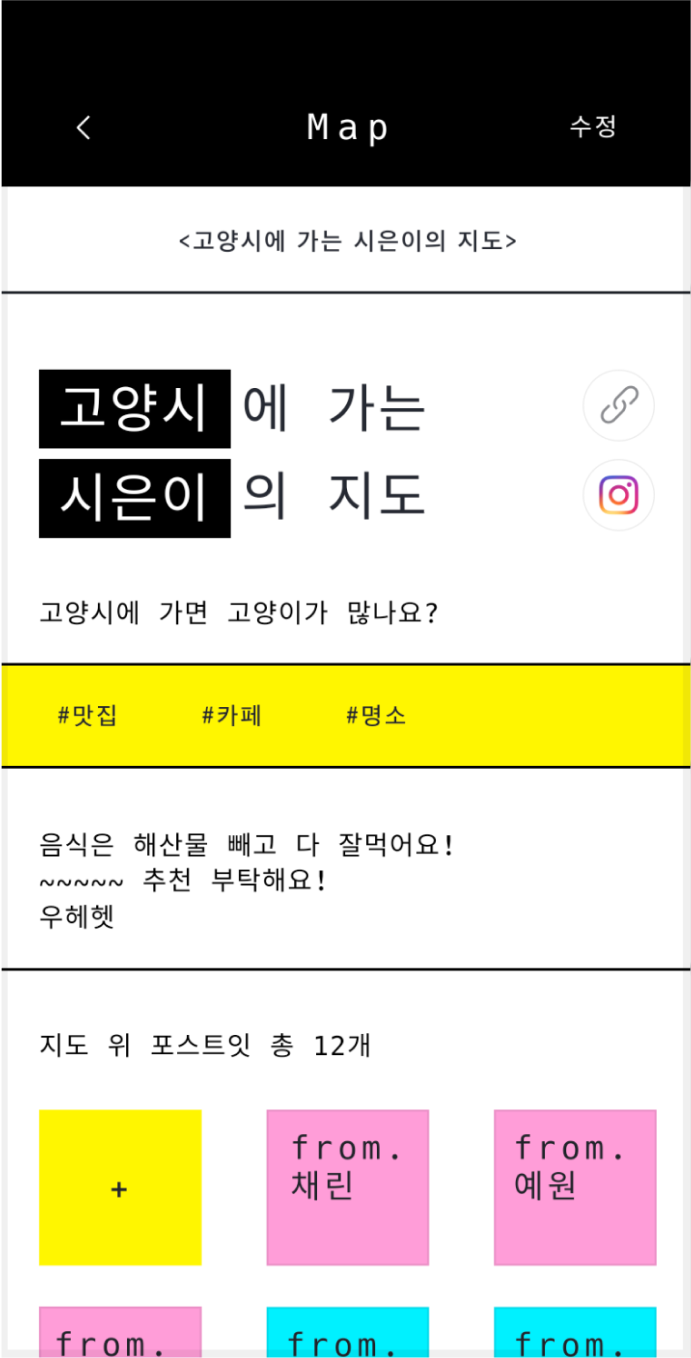 Map
수정
<고양시에 가는 시은이의 지도>
고양시에 가는
시은이의 지도
고양시에 가면 고양이가 많나요?
#맛집 #카페 #명소
음식은 해산물 빼고 다 잘먹어요!
~~~~~ 추천 부탁해요!
우헤헷
지도 위 포스트잇 총 12개
+
from.
채린
from.
예원
from.
from.
from.